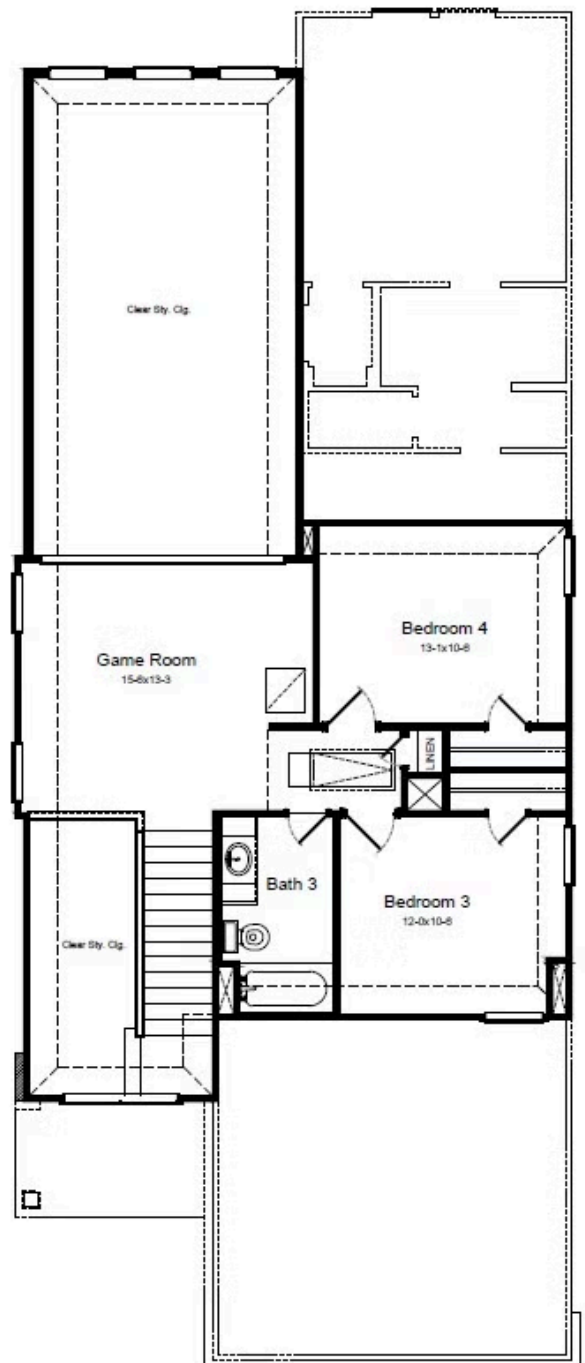 Clear Sty. Clg.
Bedroom 4
13-1x10-6
Game Room
15-6x13-3
LINEN
Bath 3
Bedroom 3
12-0x10-6
Clear Sty. Clg.